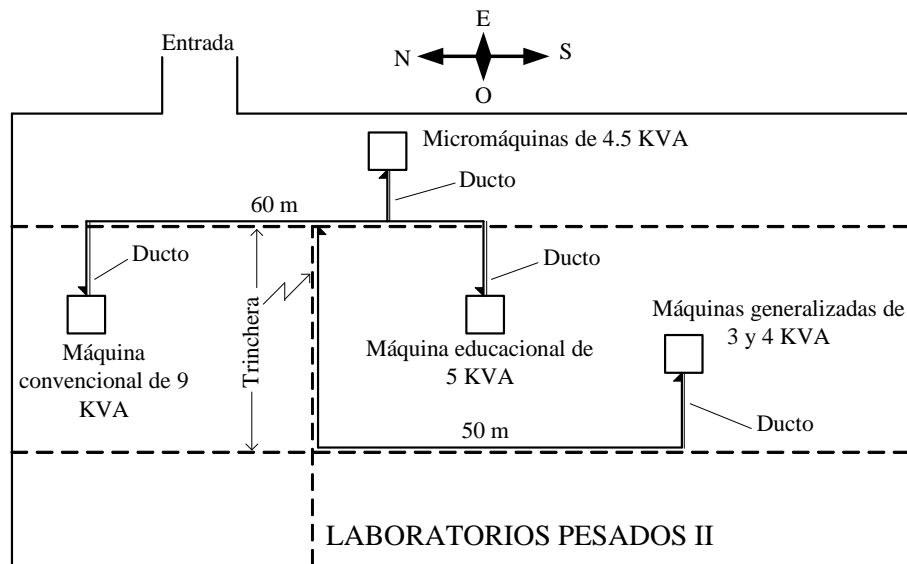 E
Entrada
N
S
O
Micromáquinas de 4.5 KVA
Ducto
60 m
Ducto
Ducto
Trinchera
Máquinas generalizadas de
3 y 4 KVA
Máquina
convencional de 9
KVA
Máquina educacional de
5 KVA
Ducto
50 m
LABORATORIOS PESADOS II